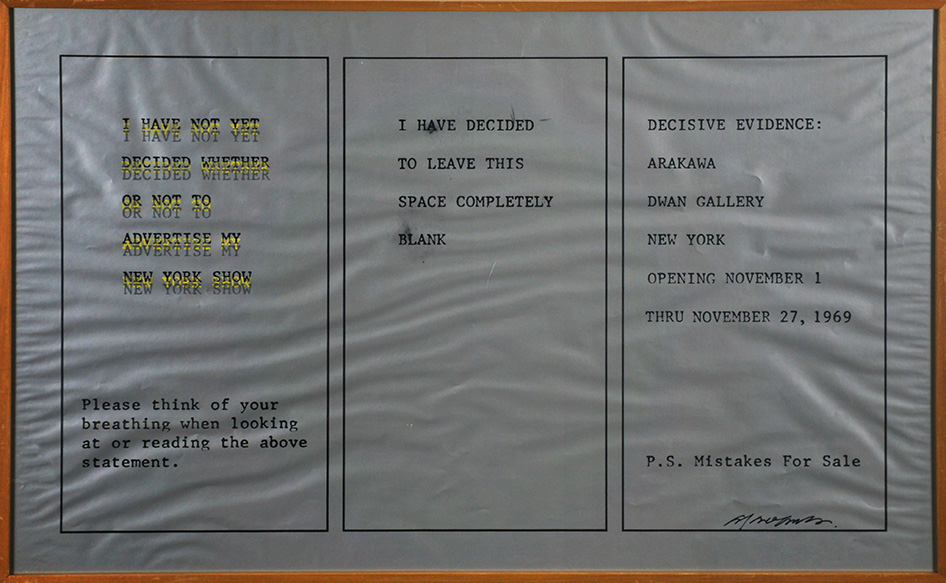 I HAVE NOT YET
DECIDED WHETHER
OR NOT TO
ADVERTISE MY
NEW YORK SHOW
Please think of your
breathing when looking
at or reading the above
statement.
I HAVE DECIDED
TO LEAVE THIS
SPACE COMPLETELY
BLANK
DECISIVE EVIDENCE:
ARAKAWA
DWAN GALLERY
NEW YORK
OPENING NOVEMBER 1
THRU NOVEMBER 27, 1969
P.S. Mistakes For Sale